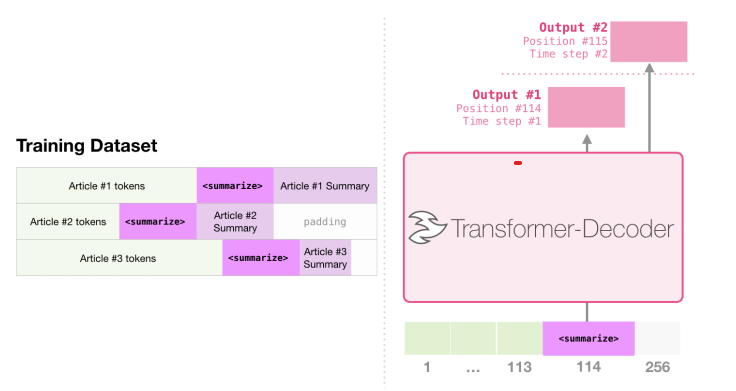 Training Dataset
Article #1 tokens
<summarize>
Article #1 Summary
Article #2 tokens
<summarize>
Article #2
Summary
padding
Article #3 tokens
<summarize>
Article #3
Summary
Output #2
Position #115
Time step #2
Output #1
Position #114
Time step #1
Transformer-Decoder
<summarize>
1
...
113
114
256